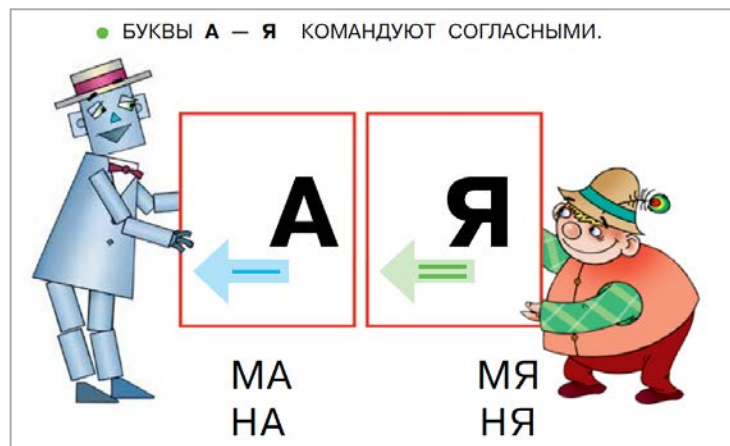 БУКВЫ А — Я КОМАНДУЮТ СОГЛАСНЫМИ.
А Я
МА МЯ
НА НЯ